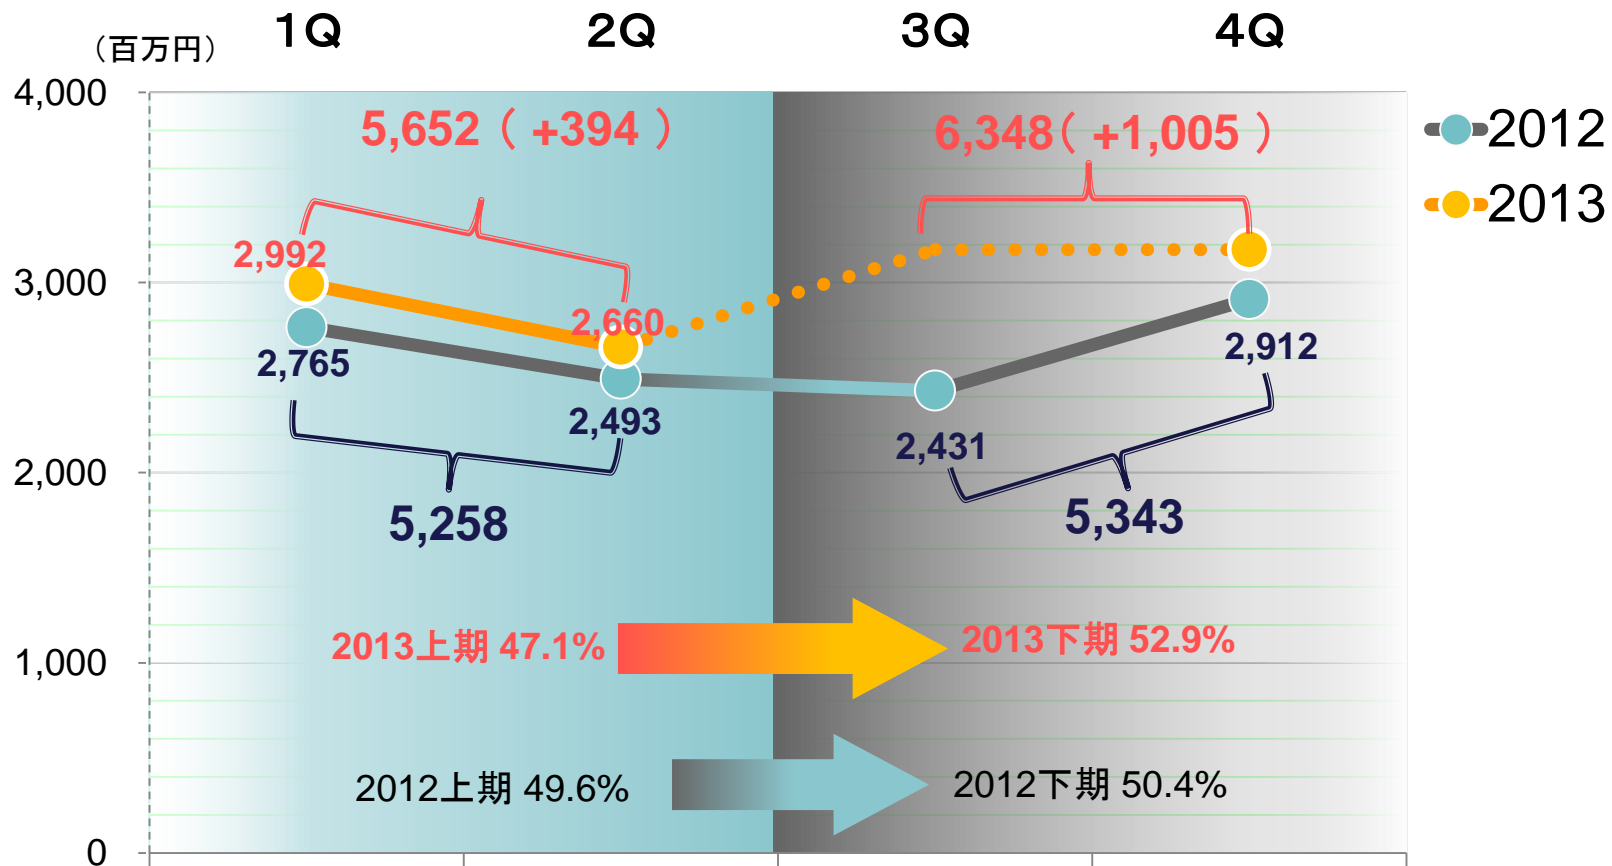 1Q 2Q 3Q 4Q
（百万円）
4,000
5,652（ +394 ）
6,348（ +1,005 ）
2012
2013
2,992
3,000
2,660
2,765
2,912
2,493
2,431
2,000
5,258
5,343
2013上期 47.1%
2013下期 52.9%
1,000
2012上期 49.6%
2012下期 50.4%
0